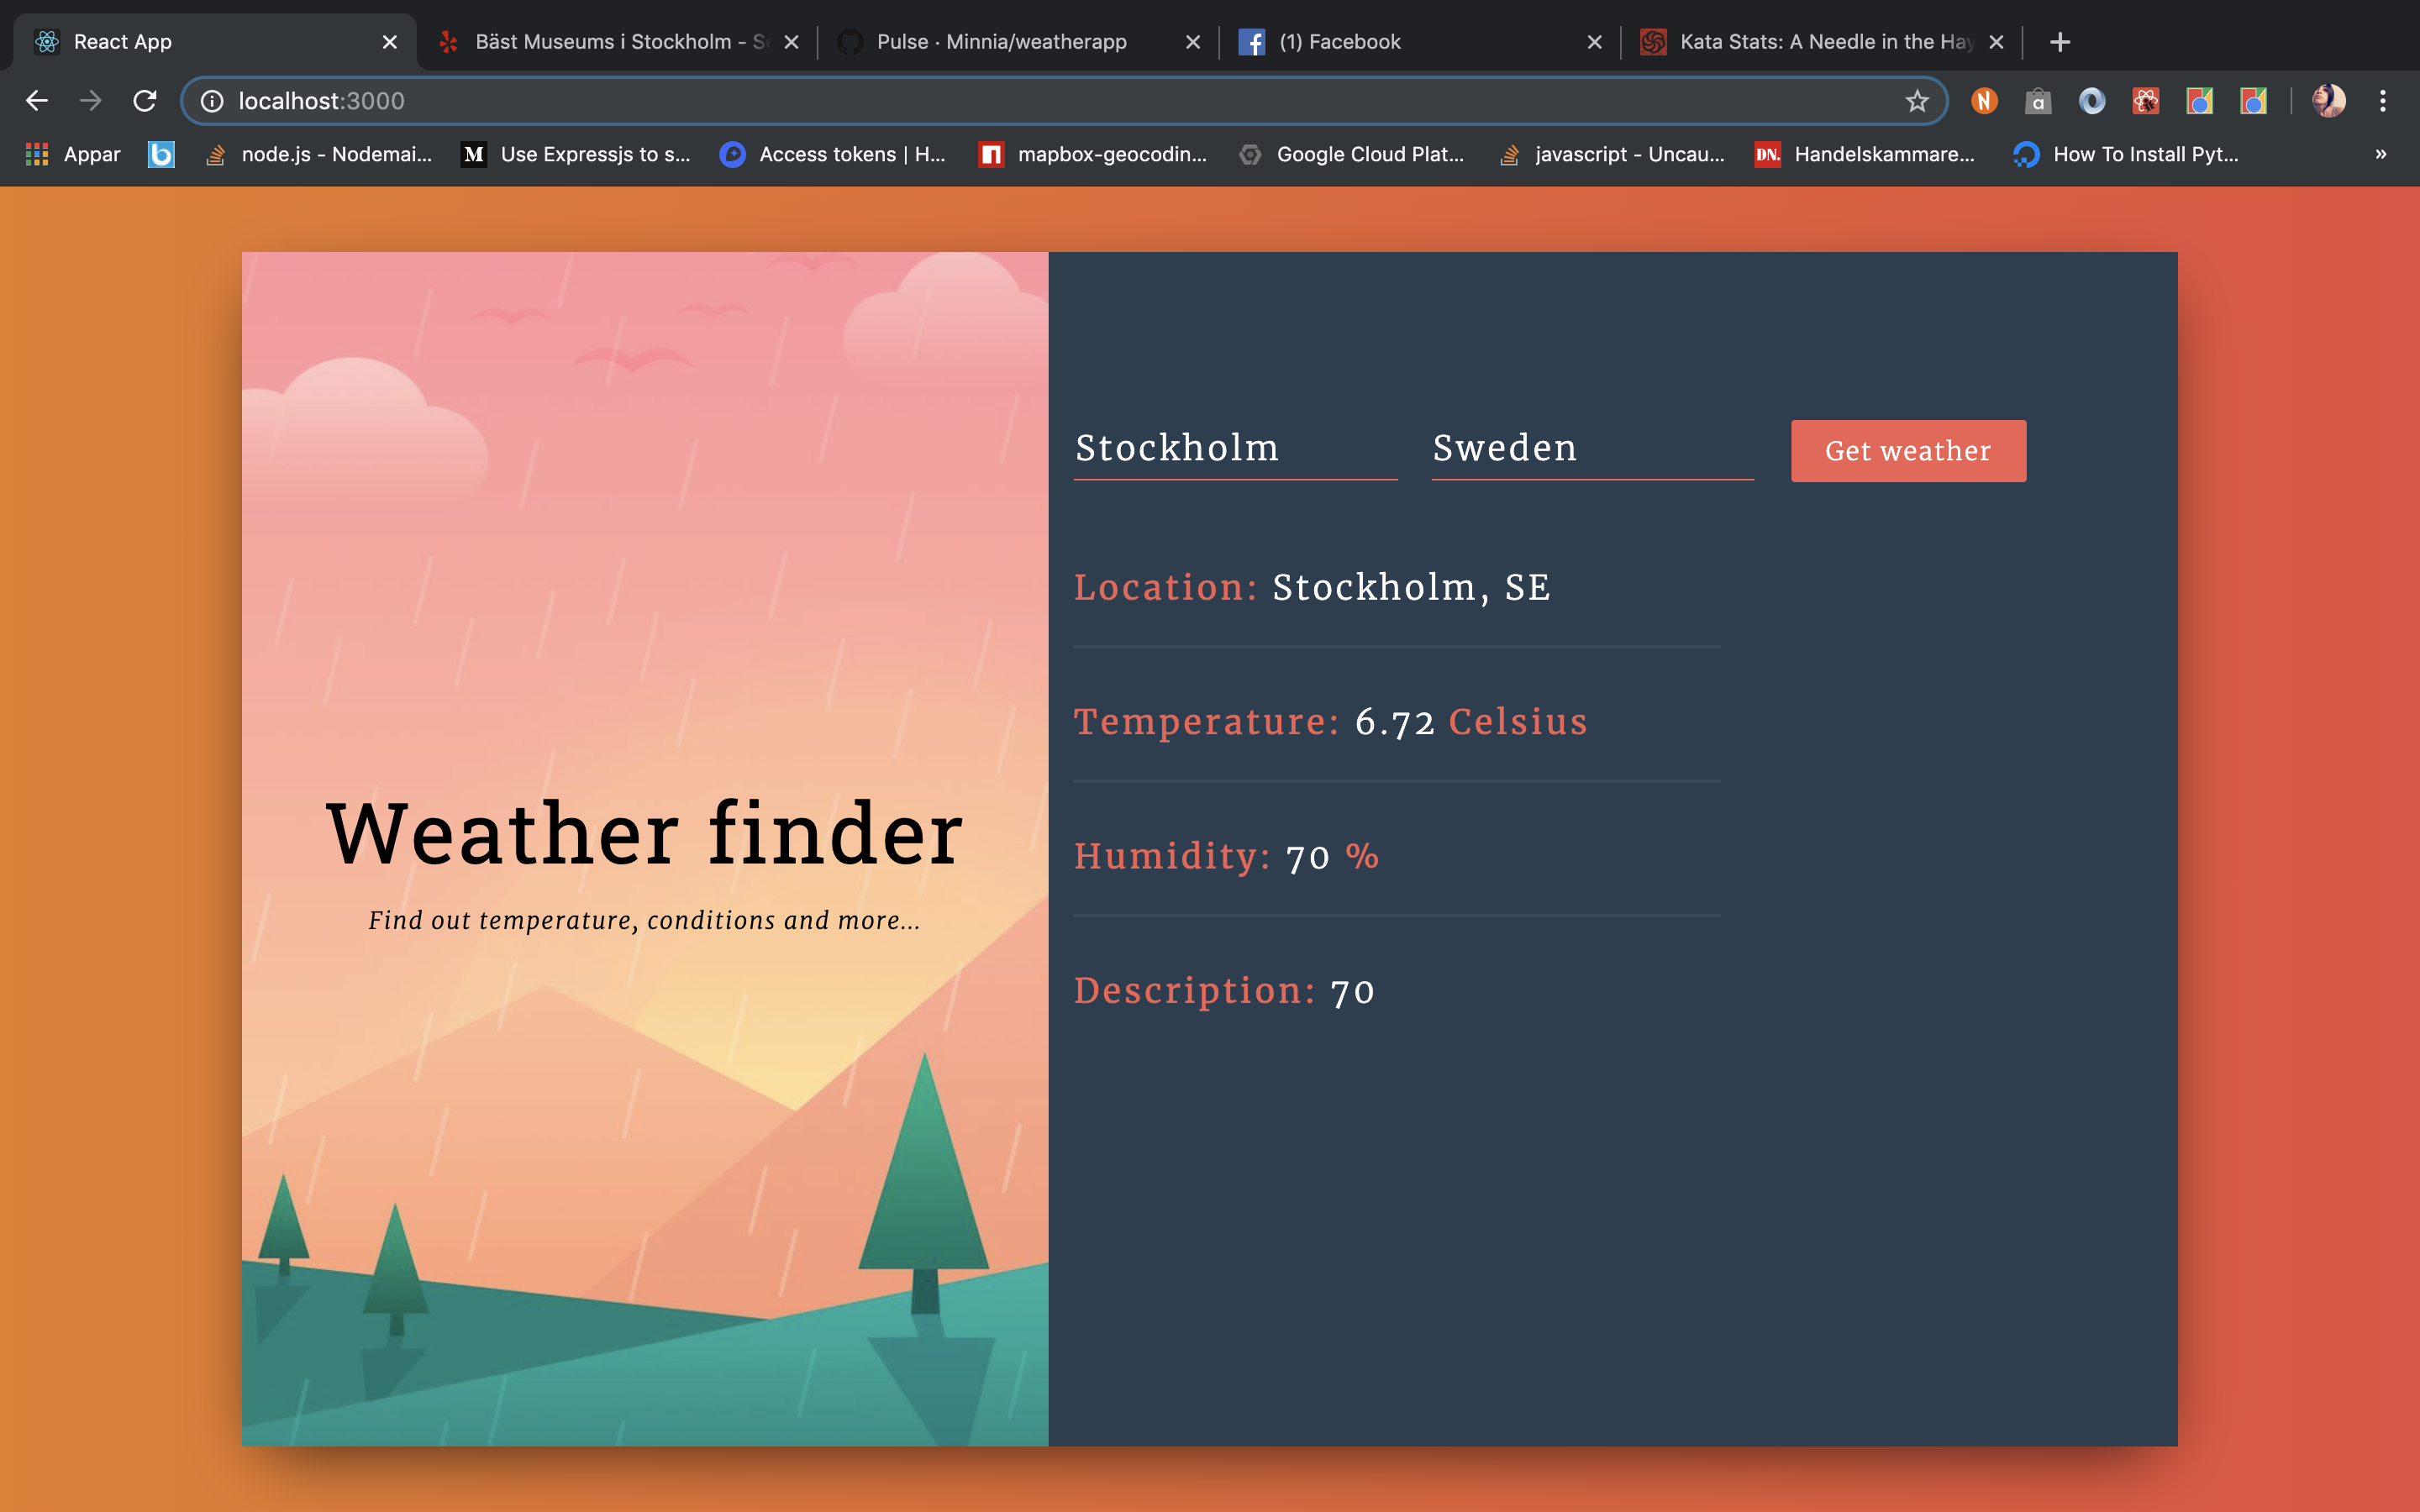 React App
Bäst Museums i Stockholm - S
Pulse · Minnia/weatherapp
(1) Facebook
Kata Stats: A Needle in the Hay
localhost:3000
Appar
node.js - Nodemai...
Use Expressjs to s...
Access tokens | H...
mapbox-geocodin...
Google Cloud Plat...
javascript - Uncau...
DN. Handelskammare...
How To Install Pyt...
»
Weather finder
Find out temperature, conditions and more...
Stockholm
Sweden
Get weather
Location: Stockholm, SE
Temperature: 6.72 Celsius
Humidity: 70 %
Description: 70